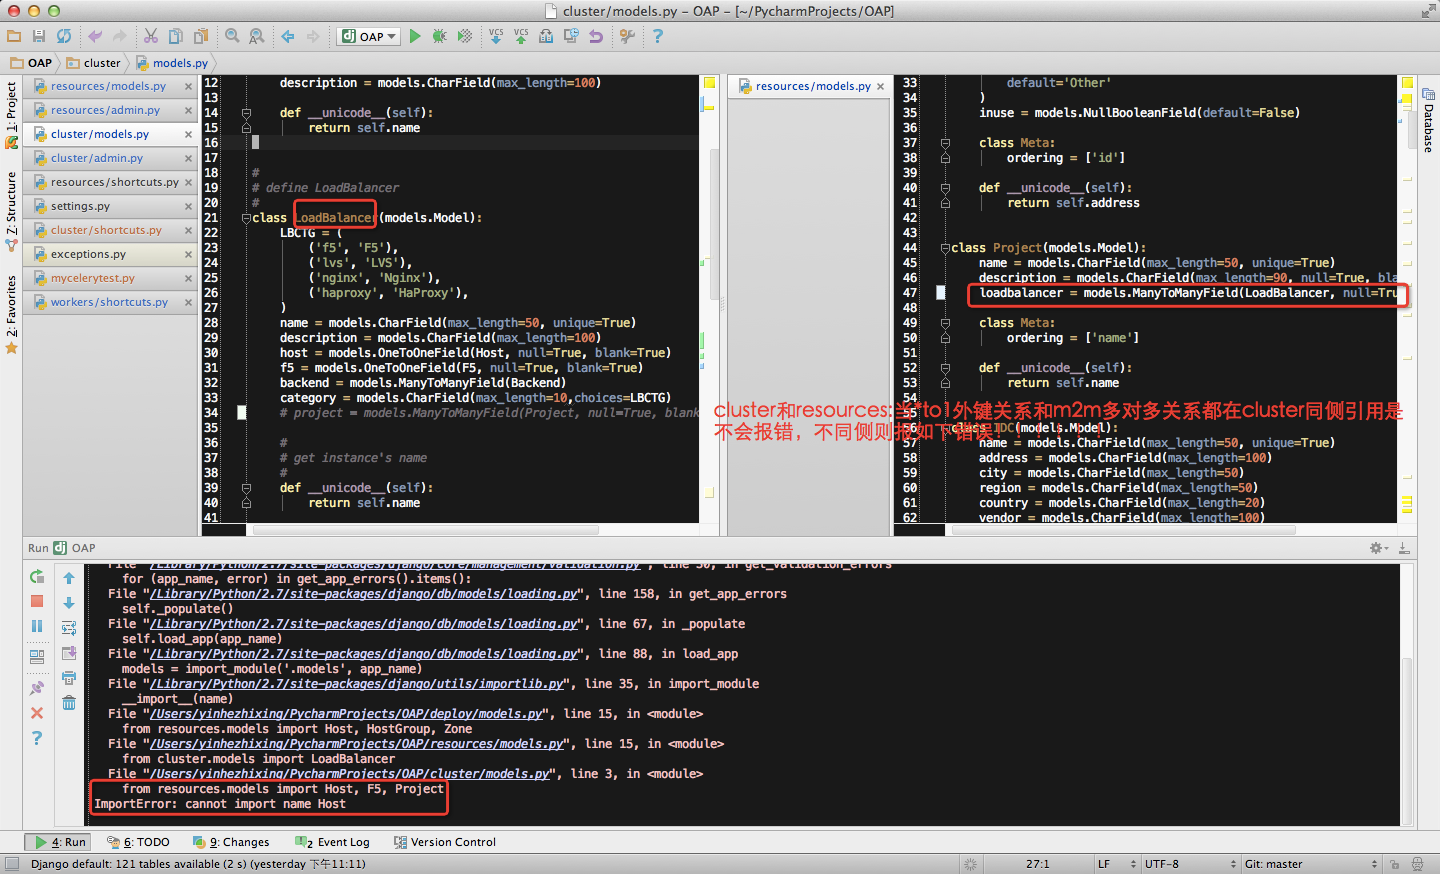 cluster/models.py – OAP – [~/PycharmProjects/OAP]
OAP
VCS VCS
OAP cluster models.py
1: Project
Z: Structure
2: Favorites
resources/models.py
resources/admin.py
cluster/models.py
cluster/admin.py
resources/shortcuts.py
settings.py
cluster/shortcuts.py
exceptions.py
mycelerytest.py
workers/shortcuts.py
12 description = models.CharField(max_length=100)
13
14 def __unicode__(self):
15 return self.name
16
17
18 #
19 # define LoadBalancer
20 #
21 class LoadBalancer(models.Model):
22 LBCTG = (
23 ('f5', 'F5'),
24 ('lvs', 'LVS'),
25 ('nginx', 'Nginx'),
26 ('haproxy', 'HaProxy'),
27 )
28 name = models.CharField(max_length=50, unique=True)
29 description = models.CharField(max_length=100)
30 host = models.OneToOneField(Host, null=True, blank=True)
31 f5 = models.OneToOneField(F5, null=True, blank=True)
32 backend = models.ManyToManyField(Backend)
33 category = models.CharField(max_length=10,choices=LBCTG)
34 # project = models.ManyToManyField(Project, null=True, blank
35
36 #
37 # get instance's name
38 #
39 def __unicode__(self):
40 return self.name
41
resources/models.py
33 default='Other'
34 )
35 inuse = models.NullBooleanField(default=False)
36
37 class Meta:
38 ordering = ['id']
39
40 def __unicode__(self):
41 return self.address
42
43
44 class Project(models.Model):
45 name = models.CharField(max_length=50, unique=True)
46 description = models.CharField(max_length=90, null=True, bla
47 loadbalancer = models.ManyToManyField(LoadBalancer, null=Tru
48
49 class Meta:
50 ordering = ['name']
51
52 def __unicode__(self):
53 return self.name
54
55
56 class IDC(models.Model):
57 name = models.CharField(max_length=50, unique=True)
58 address = models.CharField(max_length=100)
59 city = models.CharField(max_length=50)
60 region = models.CharField(max_length=50)
61 country = models.CharField(max_length=20)
62 vendor = models.CharField(max_length=100)
cluster和resources:当*to1外键关系和m2m多对多关系都在cluster同侧引用是
不会报错，不同侧则报如下错误！！！！！！
Database
Run OAP
File "/Library/Python/2.7/site-packages/django/core/management/validation.py", line 30, in get_validation_errors
for (app_name, error) in get_app_errors().items():
File "/Library/Python/2.7/site-packages/django/db/models/loading.py", line 158, in get_app_errors
self._populate()
File "/Library/Python/2.7/site-packages/django/db/models/loading.py", line 67, in _populate
self.load_app(app_name)
File "/Library/Python/2.7/site-packages/django/db/models/loading.py", line 88, in load_app
models = import_module('.models', app_name)
File "/Library/Python/2.7/site-packages/django/utils/importlib.py", line 35, in import_module
__import__(name)
File "/Users/yinhezhixing/PycharmProjects/OAP/deploy/models.py", line 15, in <module>
from resources.models import Host, HostGroup, Zone
File "/Users/yinhezhixing/PycharmProjects/OAP/resources/models.py", line 15, in <module>
from cluster.models import LoadBalancer
File "/Users/yinhezhixing/PycharmProjects/OAP/cluster/models.py", line 3, in <module>
from resources.models import Host, F5, Project
ImportError: cannot import name Host
4: Run 6: TODO 9: Changes 2 Event Log Version Control
Django default: 121 tables available (2 s) (yesterday 下午11:11) 27:1 LF UTF-8 Git: master